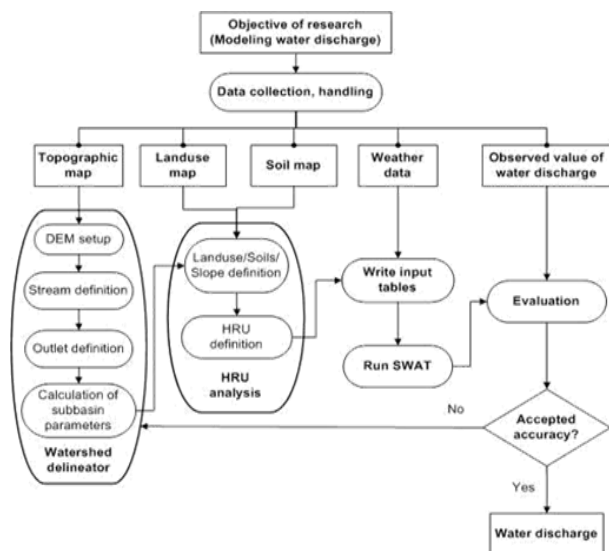 Objective of research
(Modeling water discharge)
Data collection, handling
Topographic
map
Landuse
map
Soil map
Weather
data
Observed value of
water discharge
DEM setup
Stream definition
Outlet definition
Calculation of
subbasin
parameters
Watershed
delineator
Landuse/Soils/
Slope definition
HRU
definition
HRU
analysis
Write input
tables
Run SWAT
Evaluation
Accepted
accuracy?
No
Yes
Water discharge